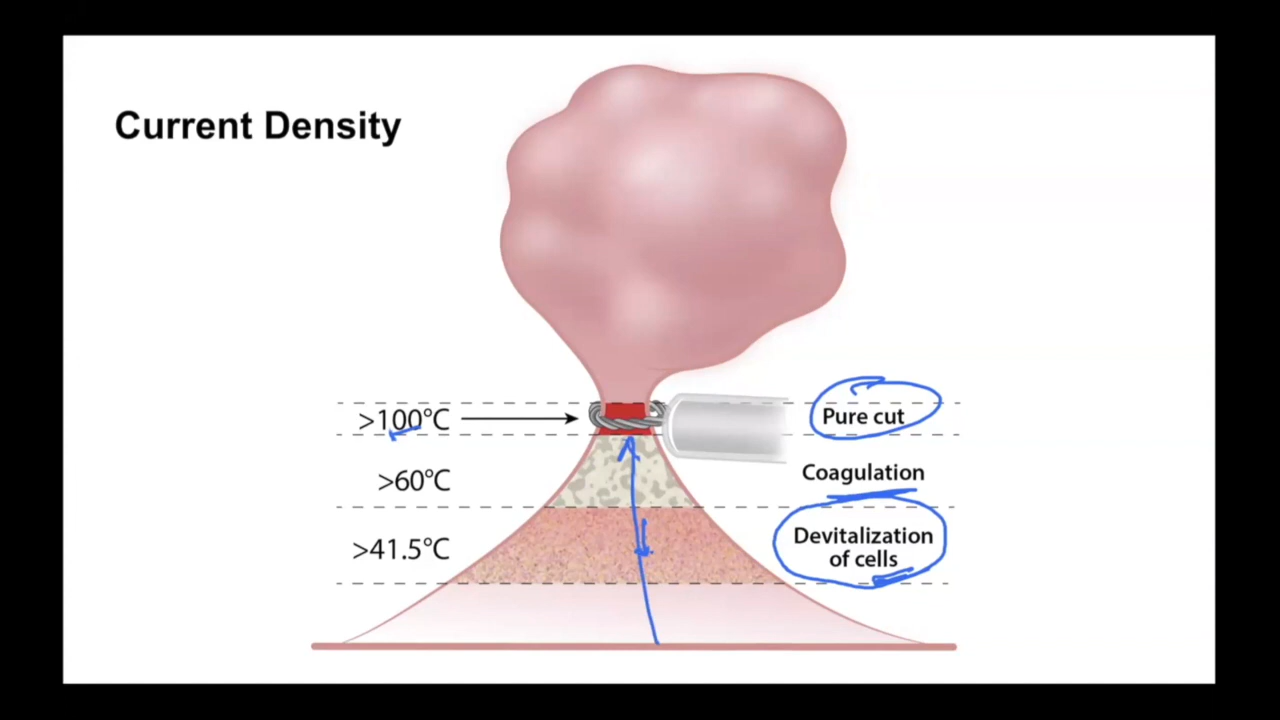 Current Density
>100°C
Pure cut
>60°C
Coagulation
>41.5°C
Devitalization
of cells